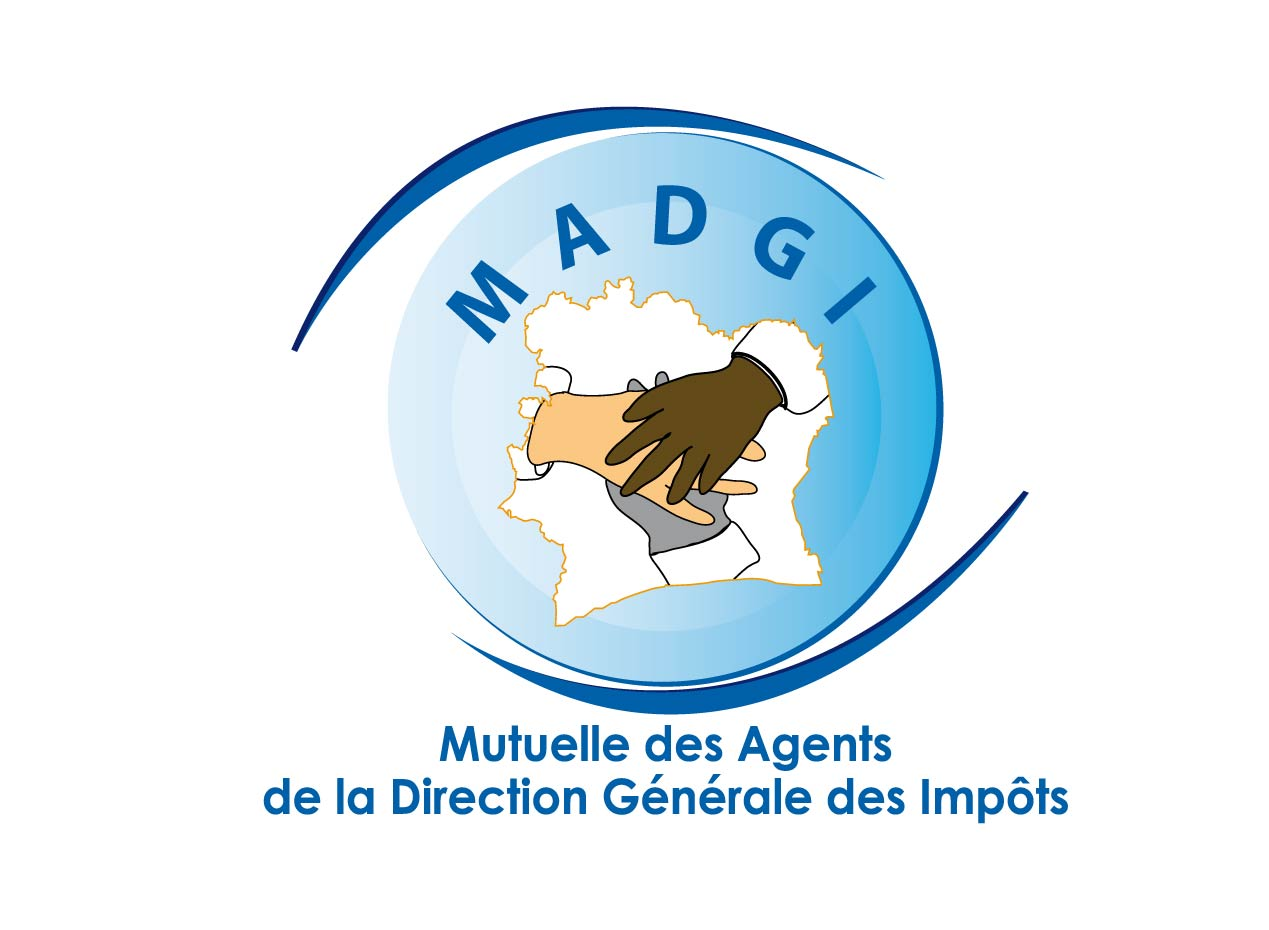 MADGI
Mutuelle des Agents
de la Direction Générale des Impôts